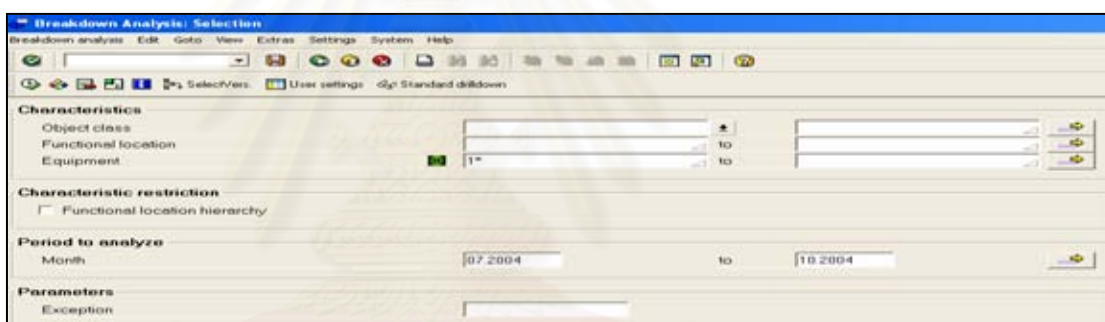 Breakdown Analysis: Selection
Breakdown analysis Edit Goto View Extras Settings System Help
SelectVers. User settings Standard drilldown
Characteristics
Object class
Functional location to
Equipment 1* to
Characteristic restriction
Functional location hierarchy
Period to analyze
Month 07.2004 to 10.2004
Parameters
Exception